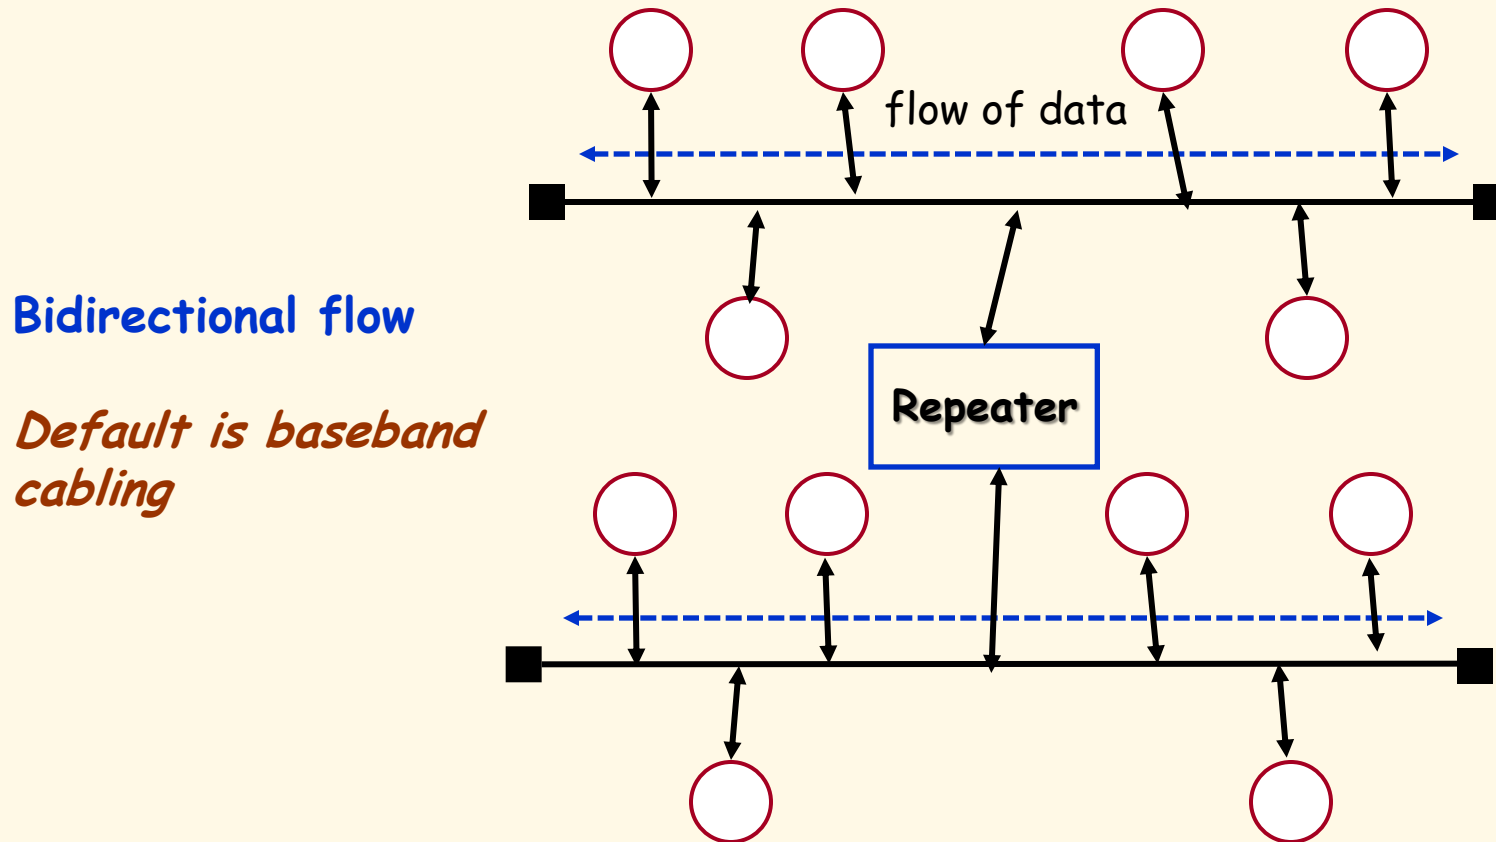 flow of data
Bidirectional flow
Repeater
Default is baseband
cabling